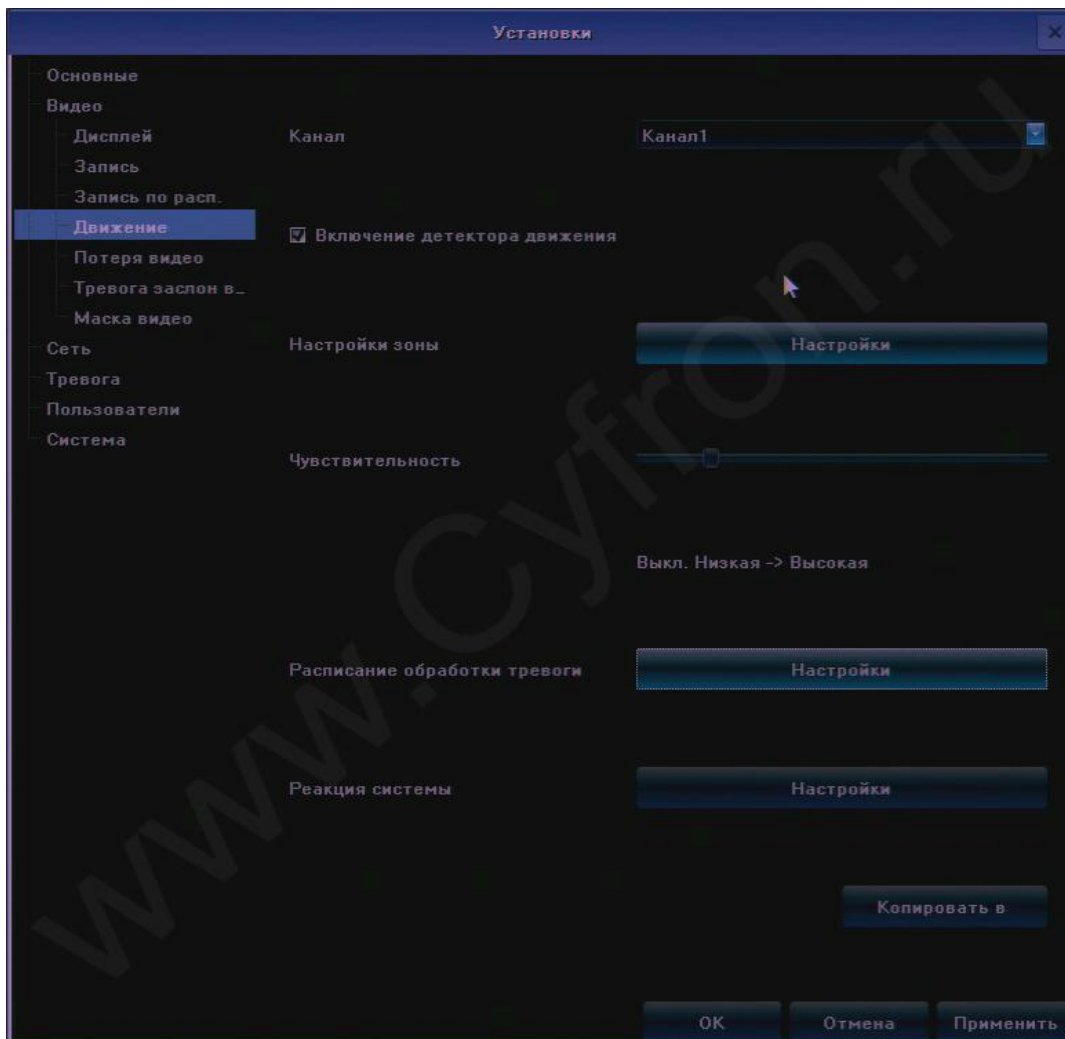 Установки
Основные
Видео
Дисплей
Запись
Запись по расп.
Движение
Потеря видео
Тревога заслон в…
Маска видео
Сеть
Тревога
Пользователи
Система
Канал
Канал1
Включение детектора движения
Настройки зоны
Настройки
Чувствительность
Выкл. Низкая -> Высокая
Расписание обработки тревоги
Настройки
Реакция системы
Настройки
Копировать в
OK
Отмена
Применить
www.Cyfron.ru